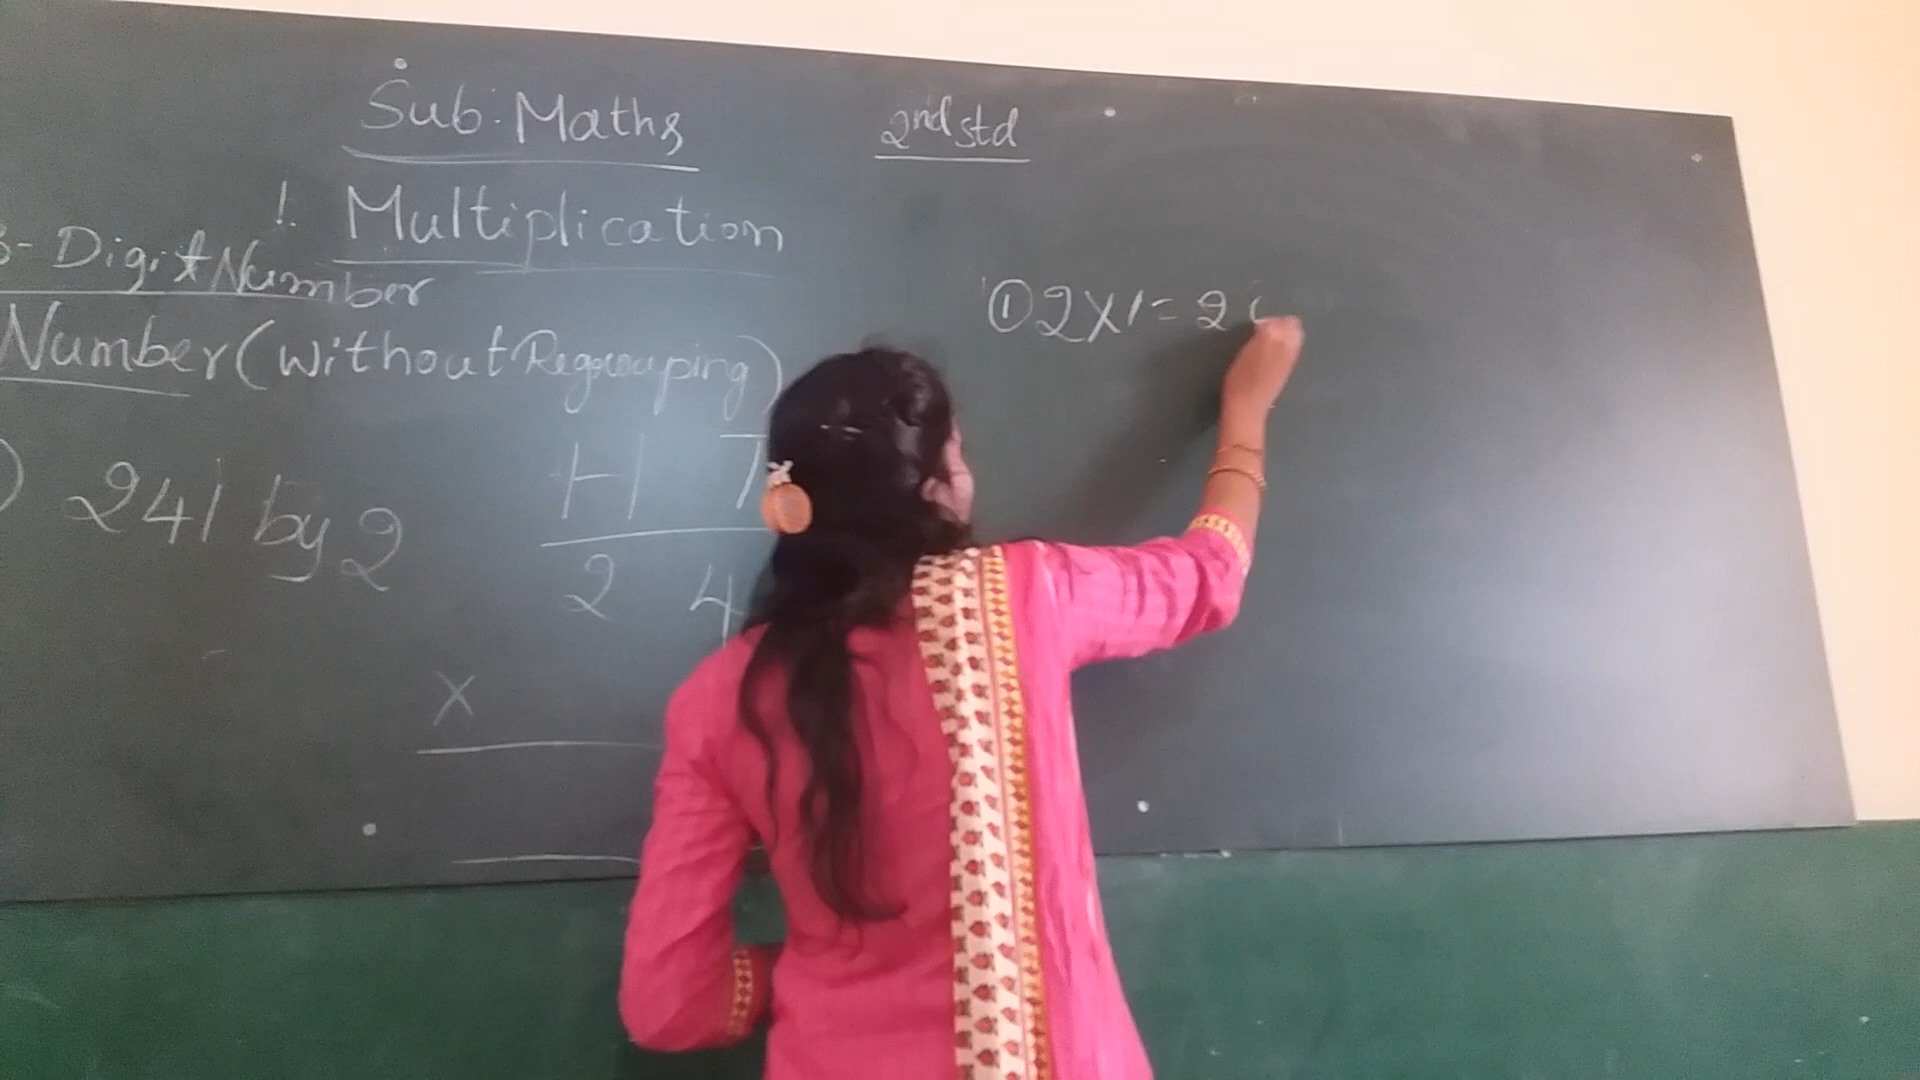 Sub: Maths
2nd std
1. Multiplication
3-Digit Number
Number (Without Regrouping)
241 by 2
H T
2 4
×
① 2×1=2